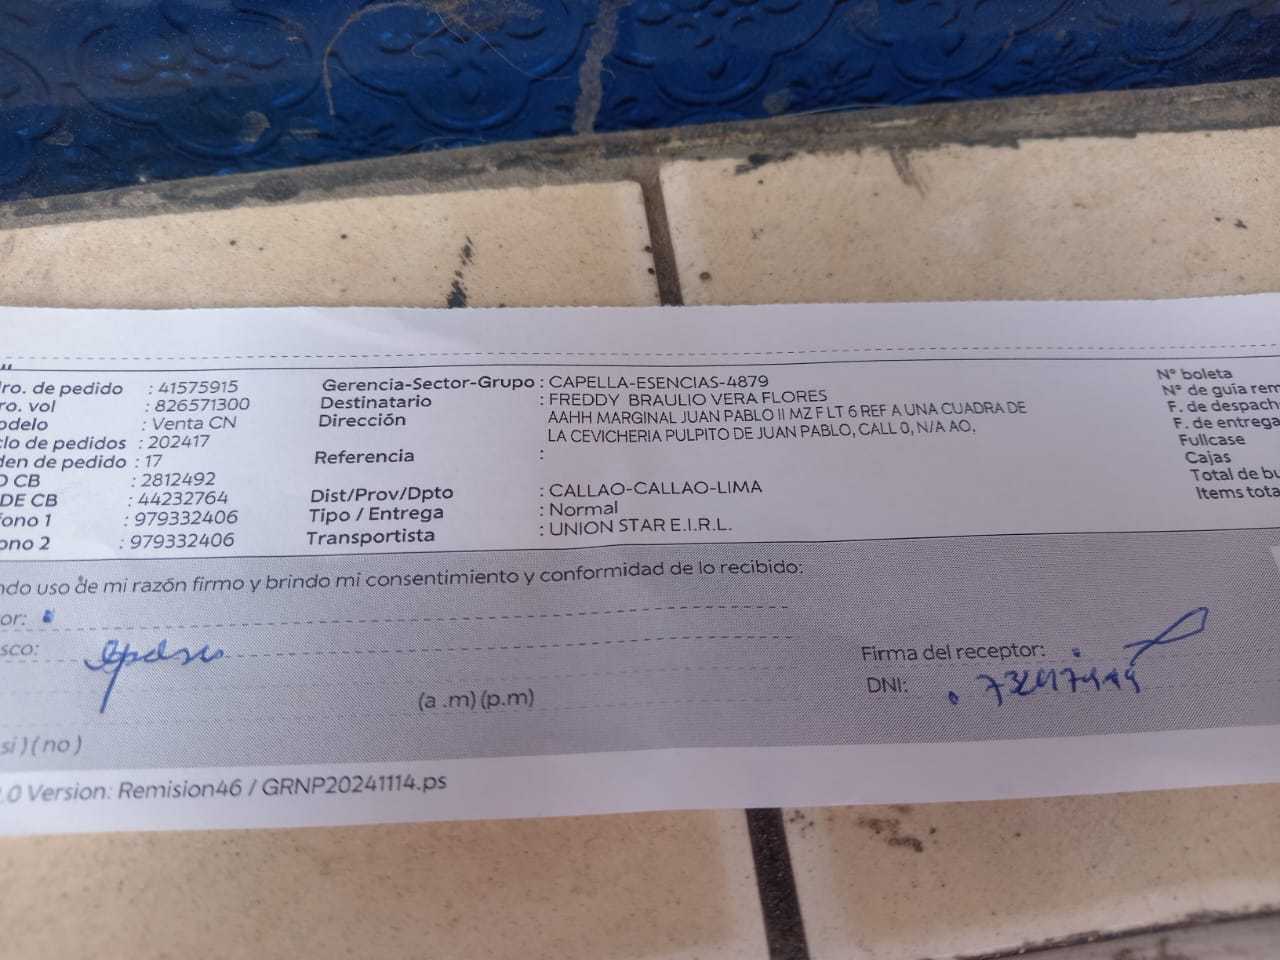 ro. de pedido : 41575915
ro. vol : 826571300
odelo : Venta CN
clo de pedidos : 202417
den de pedido : 17
O CB : 2812492
DE CB : 44232764
fono 1 : 979332406
ono 2 : 979332406
Gerencia-Sector-Grupo : CAPELLA-ESENCIAS-4879
Destinatario : FREDDY BRAULIO VERA FLORES
Dirección : AAHH MARGINAL JUAN PABLO II MZ F LT 6 REF A UNA CUADRA DE
LA CEVICHERIA PULPITO DE JUAN PABLO, CALL 0, N/A AO,
Referencia :
Dist/Prov/Dpto : CALLAO-CALLAO-LIMA
Tipo / Entrega : Normal
Transportista : UNION STAR E.I.R.L.
N° boleta
N° de guía rem
F. de despach
F. de entrega
Fullcase
Cajas
Total de bu
Items tota
ndo uso de mi razón firmo y brindo mi consentimiento y conformidad de lo recibido:
or:
sco:
(a .m) (p.m)
Firma del receptor:
DNI:
si ) ( no )
.0 Version: Remision46 / GRNP20241114.ps